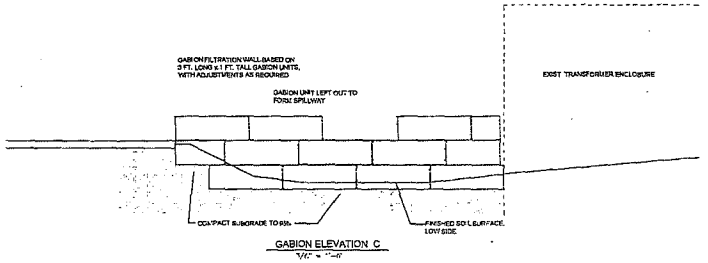 GABION FILTRATION WALL BASED ON
3 FT. LONG x 1 FT. TALL GABION UNITS,
WITH ADJUSTMENTS AS REQUIRED
GABION UNIT LEFT OUT TO
FORM SPILLWAY
EXIST TRANSFORMER ENCLOSURE
COMPACT SUBGRADE TO
FINISHED SOIL SURFACE,
LOW SIDE
GABION ELEVATION C